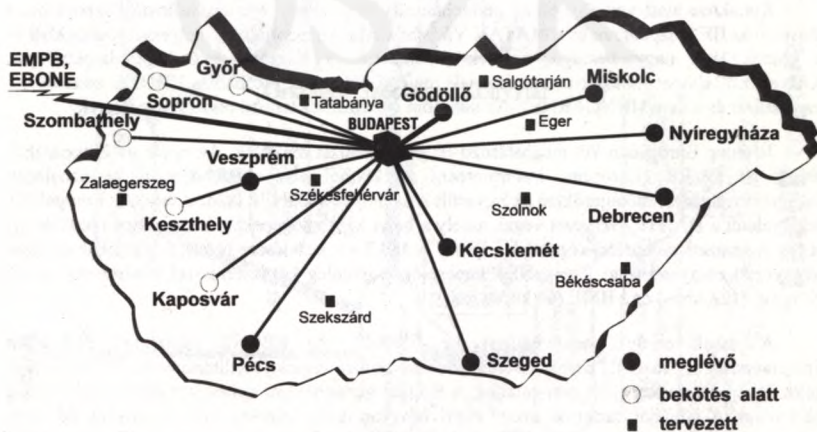 EMPB,
EBONE
Győr
Sopron
Tatabánya
Gödöllő
Salgótarján
Miskolc
Szombathely
BUDAPEST
Eger
Nyíregyháza
Veszprém
Zalaegerszeg
Székesfehérvár
Keszthely
Szolnok
Debrecen
Kecskemét
Kaposvár
Békéscsaba
Szekszárd
Pécs
Szeged
meglévő
bekötés alatt
tervezett